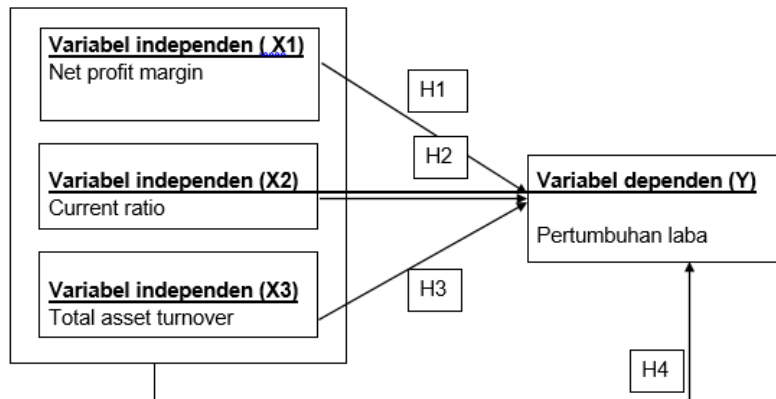 Variabel independen ( X1)
Net profit margin
H1
H2
Variabel independen (X2)
Current ratio
Variabel dependen (Y)
Pertumbuhan laba
Variabel independen (X3)
Total asset turnover
H3
H4